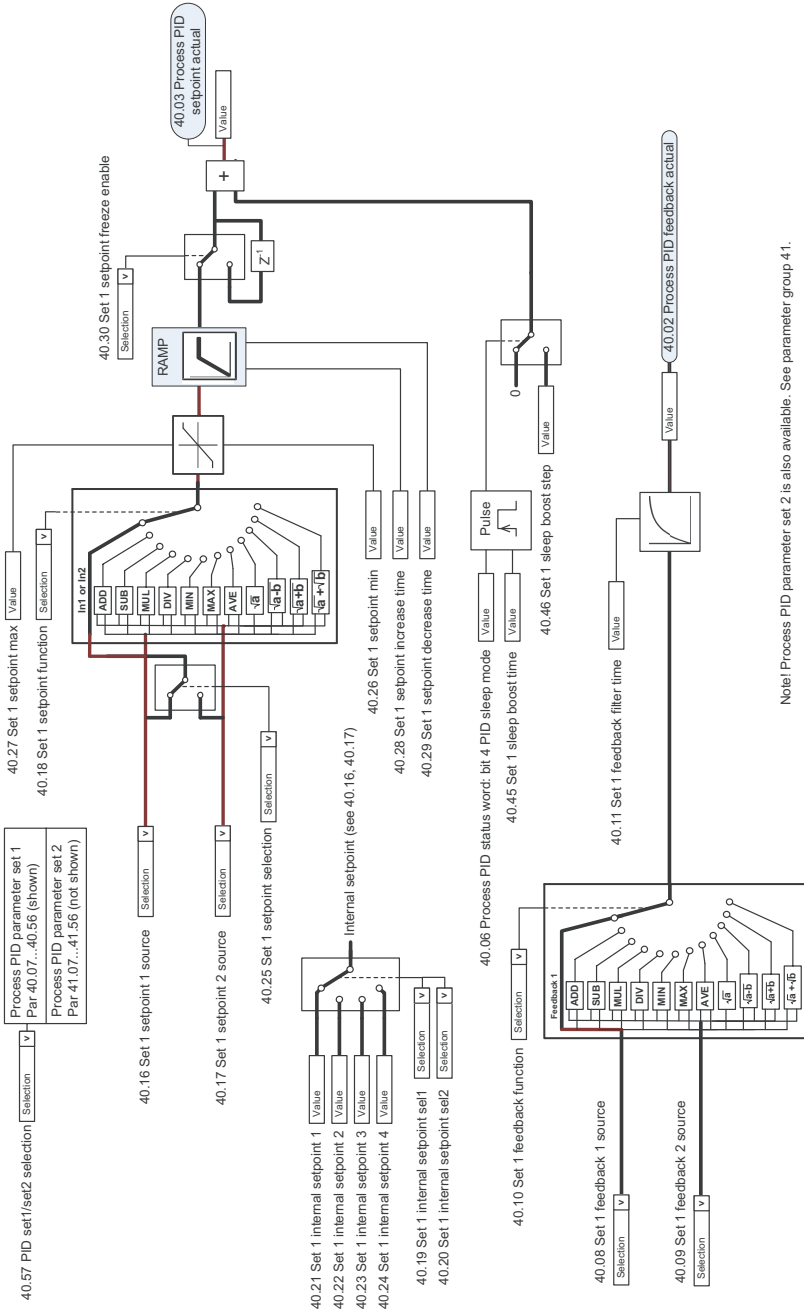 40.57 PID set1/set2 selection
Selection
v
Process PID parameter set 1
Par 40.07...40.56 (shown)
Process PID parameter set 2
Par 41.07...41.56 (not shown)
40.27 Set 1 setpoint max
Value
40.18 Set 1 setpoint function
Selection
v
40.16 Set 1 setpoint 1 source
Selection
v
40.17 Set 1 setpoint 2 source
Selection
v
40.25 Set 1 setpoint selection
Selection
v
In1 or In2
ADD
SUB
MUL
DIV
MIN
MAX
AVE
√a
√a-b
√a+b
√a +√b
RAMP
40.30 Set 1 setpoint freeze enable
Selection
v
Z-1
+
Value
40.03 Process PID
setpoint actual
40.26 Set 1 setpoint min
Value
40.28 Set 1 setpoint increase time
Value
40.29 Set 1 setpoint decrease time
Value
40.21 Set 1 internal setpoint 1
Value
40.22 Set 1 internal setpoint 2
Value
40.23 Set 1 internal setpoint 3
Value
40.24 Set 1 internal setpoint 4
Value
Internal setpoint (see 40.16, 40.17)
40.19 Set 1 internal setpoint sel1
Selection
v
40.20 Set 1 internal setpoint sel2
Selection
v
40.06 Process PID status word: bit 4 PID sleep mode
Value
40.45 Set 1 sleep boost time
Value
Pulse
0
40.46 Set 1 sleep boost step
Value
40.10 Set 1 feedback function
Selection
v
40.08 Set 1 feedback 1 source
Selection
v
40.09 Set 1 feedback 2 source
Selection
v
Feedback 1
ADD
SUB
MUL
DIV
MIN
MAX
AVE
√a
√a-b
√a+b
√a +√b
40.11 Set 1 feedback filter time
Value
Value
40.02 Process PID feedback actual
Note! Process PID parameter set 2 is also available. See parameter group 41.